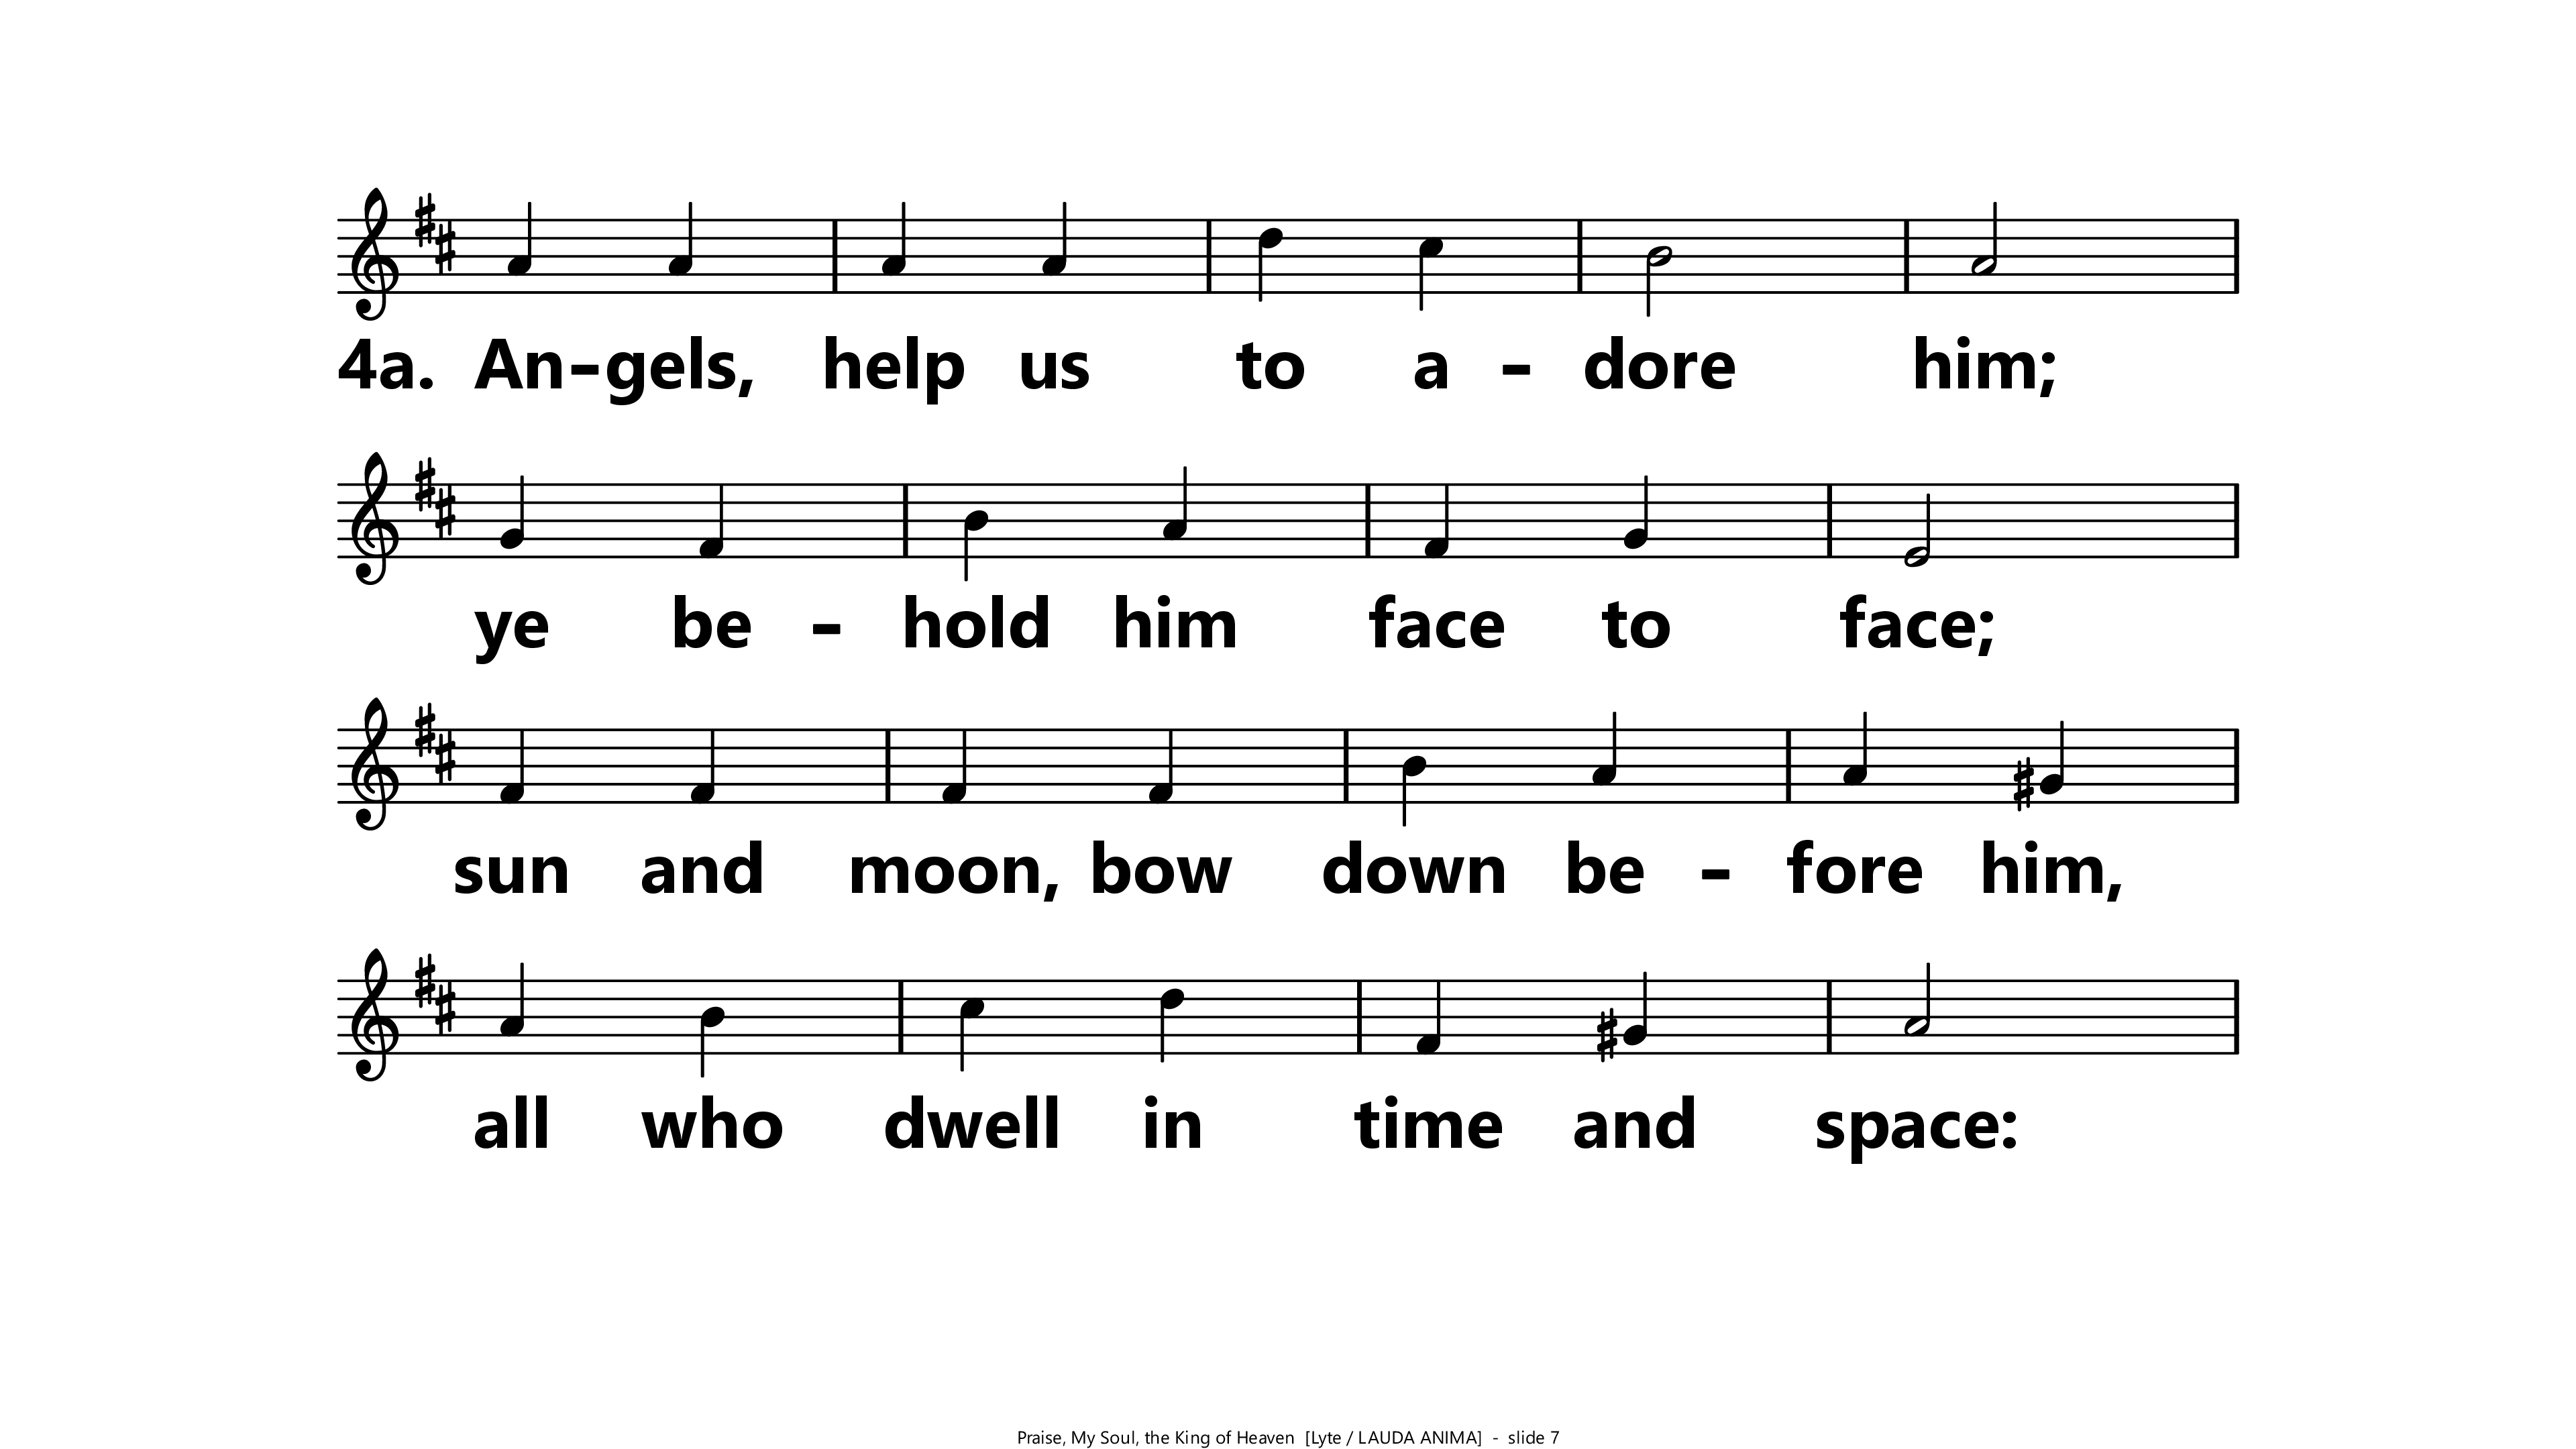 4a. An-gels, help us to a - dore him;
ye be - hold him face to face;
sun and moon, bow down be - fore him,
all who dwell in time and space:
Praise, My Soul, the King of Heaven [Lyte / LAUDA ANIMA] - slide 7